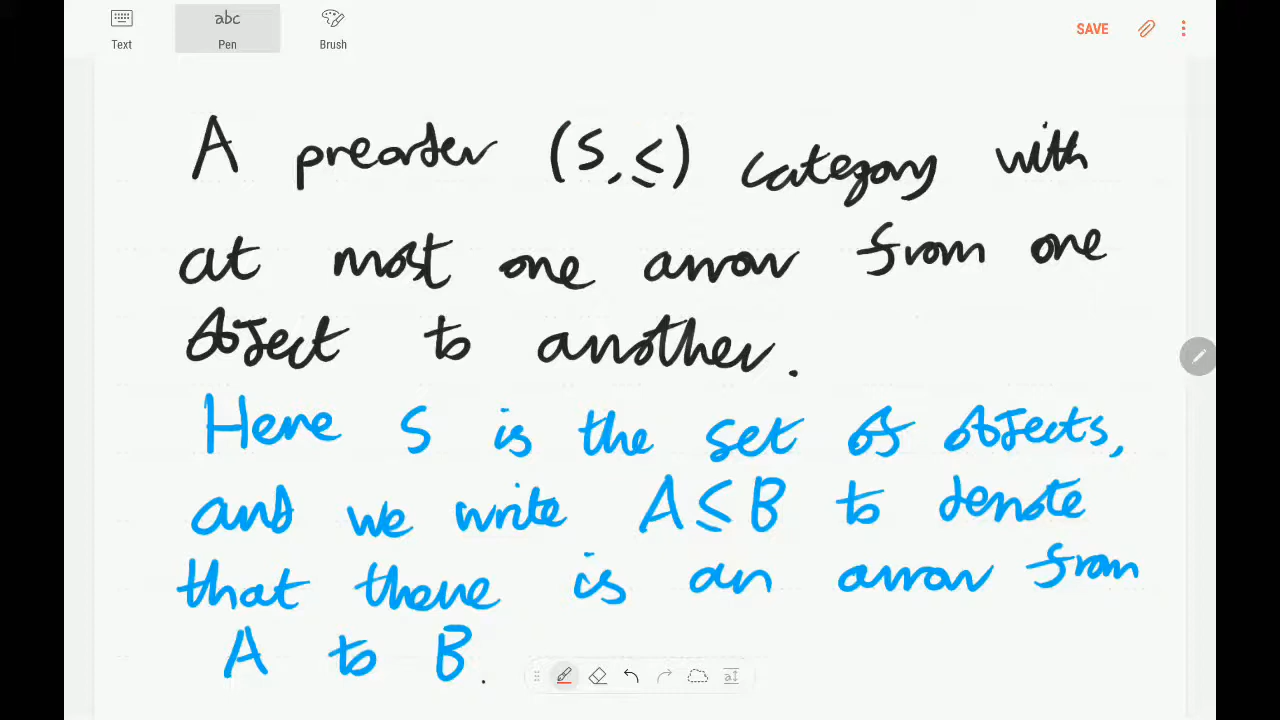 abc
SAVE
Text
Pen
Brush
A preorder (S, ≤) category with
at most one arrow from one
object to another.
Here S is the set of objects,
and we write A ≤ B to denote
that there is an arrow from
A to B.